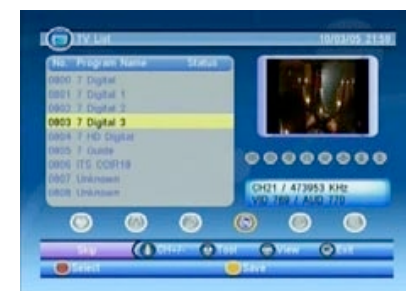 TV List 10/03/05 21:59
No. Program Name Status
0800 7 Digital
0801 7 Digital 1
0802 7 Digital 2
0803 7 Digital 3
0804 7 HD Digital
0805 7 Guide
0806 ITS COIR19
0807 Unknown
0808 Unknown
CH21 / 473953 KHz
VID 769 / AUD 770
Skip CH+/- Tool View Exit
Select Save